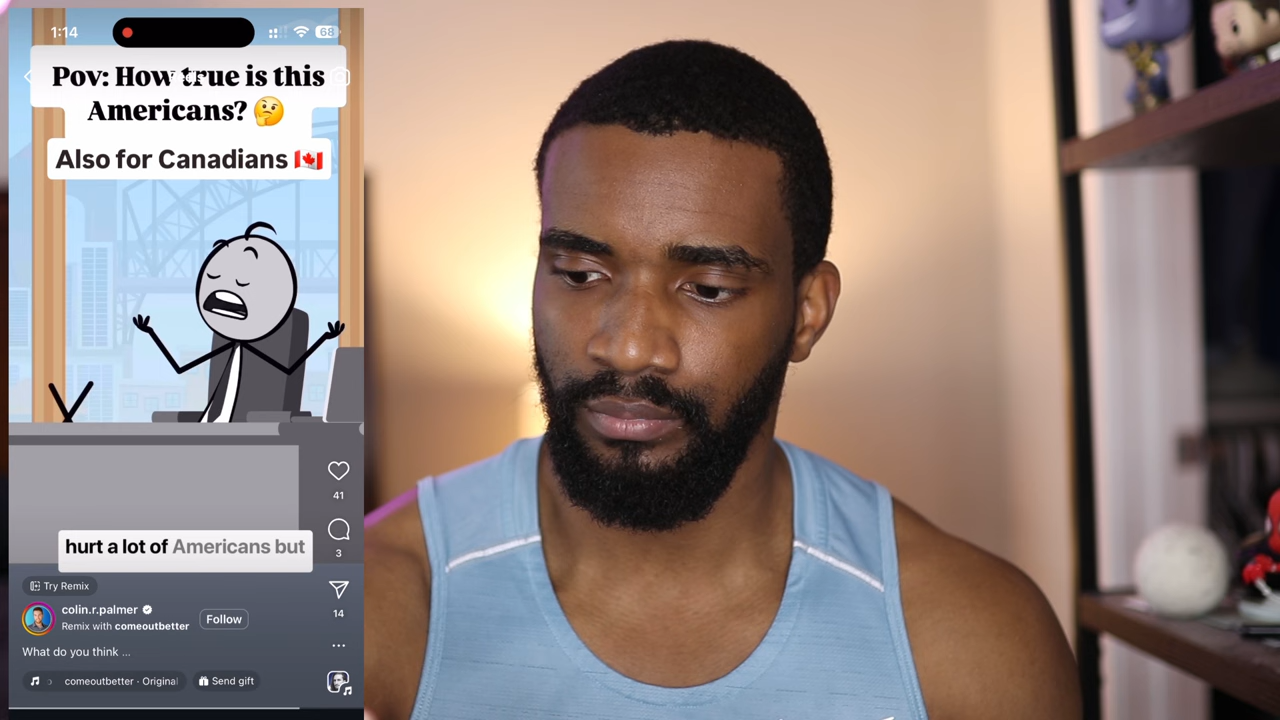 1:14
68
Pov: How true is this
Americans? 🤔
Also for Canadians 🇨🇦
41
3
hurt a lot of Americans but
Try Remix
14
colin.r.palmer
Follow
Remix with comeoutbetter
What do you think ...
comeoutbetter · Original
Send gift